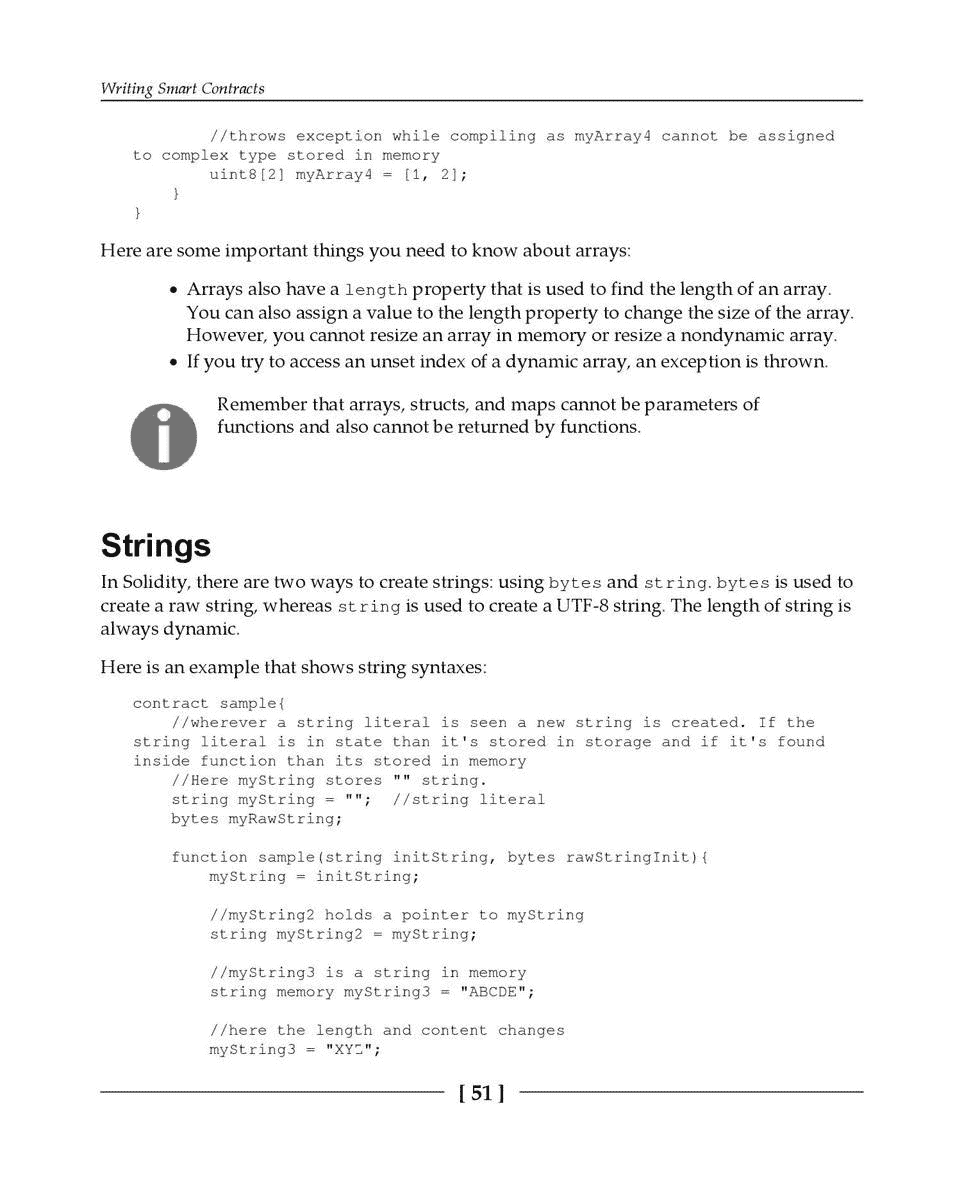 Writing Smart Contracts
//throws exception while compiling as myArray4 cannot be assigned
to complex type stored in memory
uint8[2] myArray4 = [1, 2];
}
}
Here are some important things you need to know about arrays:
• Arrays also have a length property that is used to find the length of an array.
You can also assign a value to the length property to change the size of the array.
However, you cannot resize an array in memory or resize a nondynamic array.
• If you try to access an unset index of a dynamic array, an exception is thrown.
Remember that arrays, structs, and maps cannot be parameters of
functions and also cannot be returned by functions.
Strings
In Solidity, there are two ways to create strings: using bytes and string. bytes is used to
create a raw string, whereas string is used to create a UTF-8 string. The length of string is
always dynamic.
Here is an example that shows string syntaxes:
contract sample{
//wherever a string literal is seen a new string is created. If the
string literal is in state than it's stored in storage and if it's found
inside function than its stored in memory
//Here myString stores "" string.
string myString = ""; //string literal
bytes myRawString;
function sample(string initString, bytes rawStringInit){
myString = initString;
//myString2 holds a pointer to myString
string myString2 = myString;
//myString3 is a string in memory
string memory myString3 = "ABCDE";
//here the length and content changes
myString3 = "XYZ";
[ 51 ]